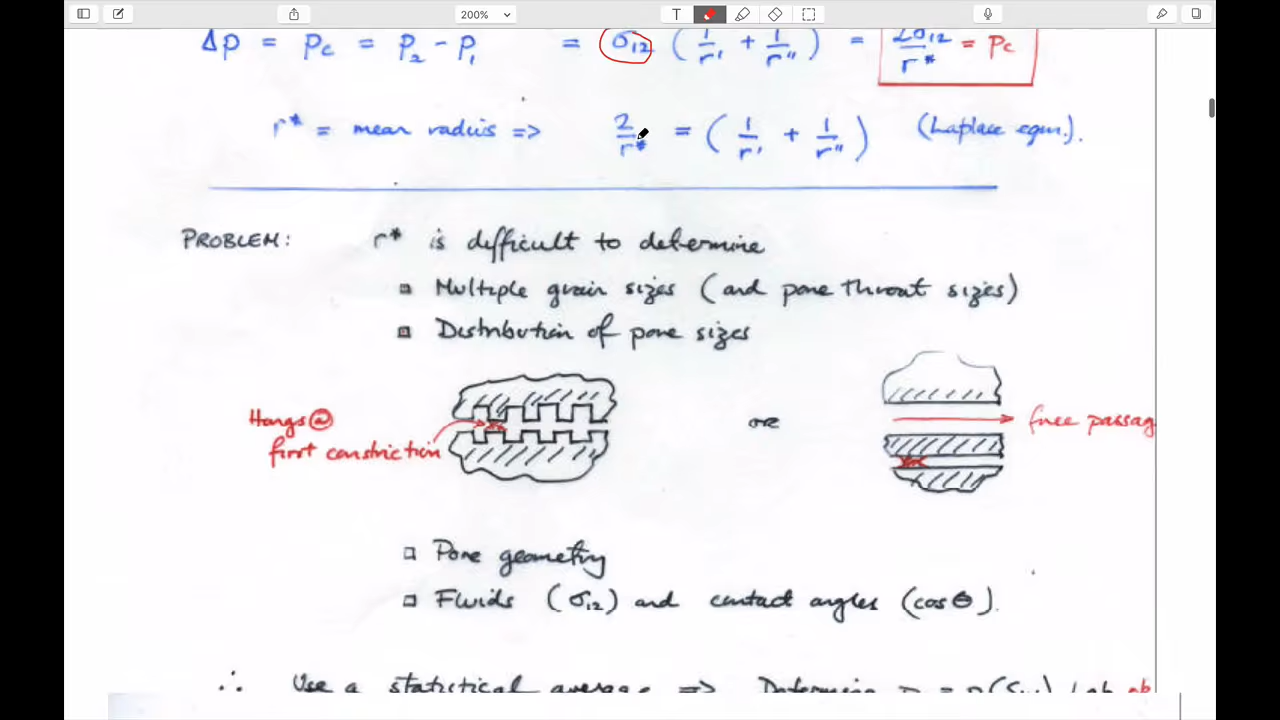 200%
T
Δp = Pc = P2 - P1 = σ12 ( 1/r' + 1/r'' ) = 2σ12/r* = Pc
r* = mean radius => 2/r* = ( 1/r' + 1/r'' ) (Laplace equn.).
PROBLEM: r* is difficult to determine
Multiple grain sizes (and pore throat sizes)
Distribution of pore sizes
Hangs @
first constriction
or
free passag
Pore geometry
Fluids (σ12) and contact angles (cos θ).
∴ Use a statistical average => Determine